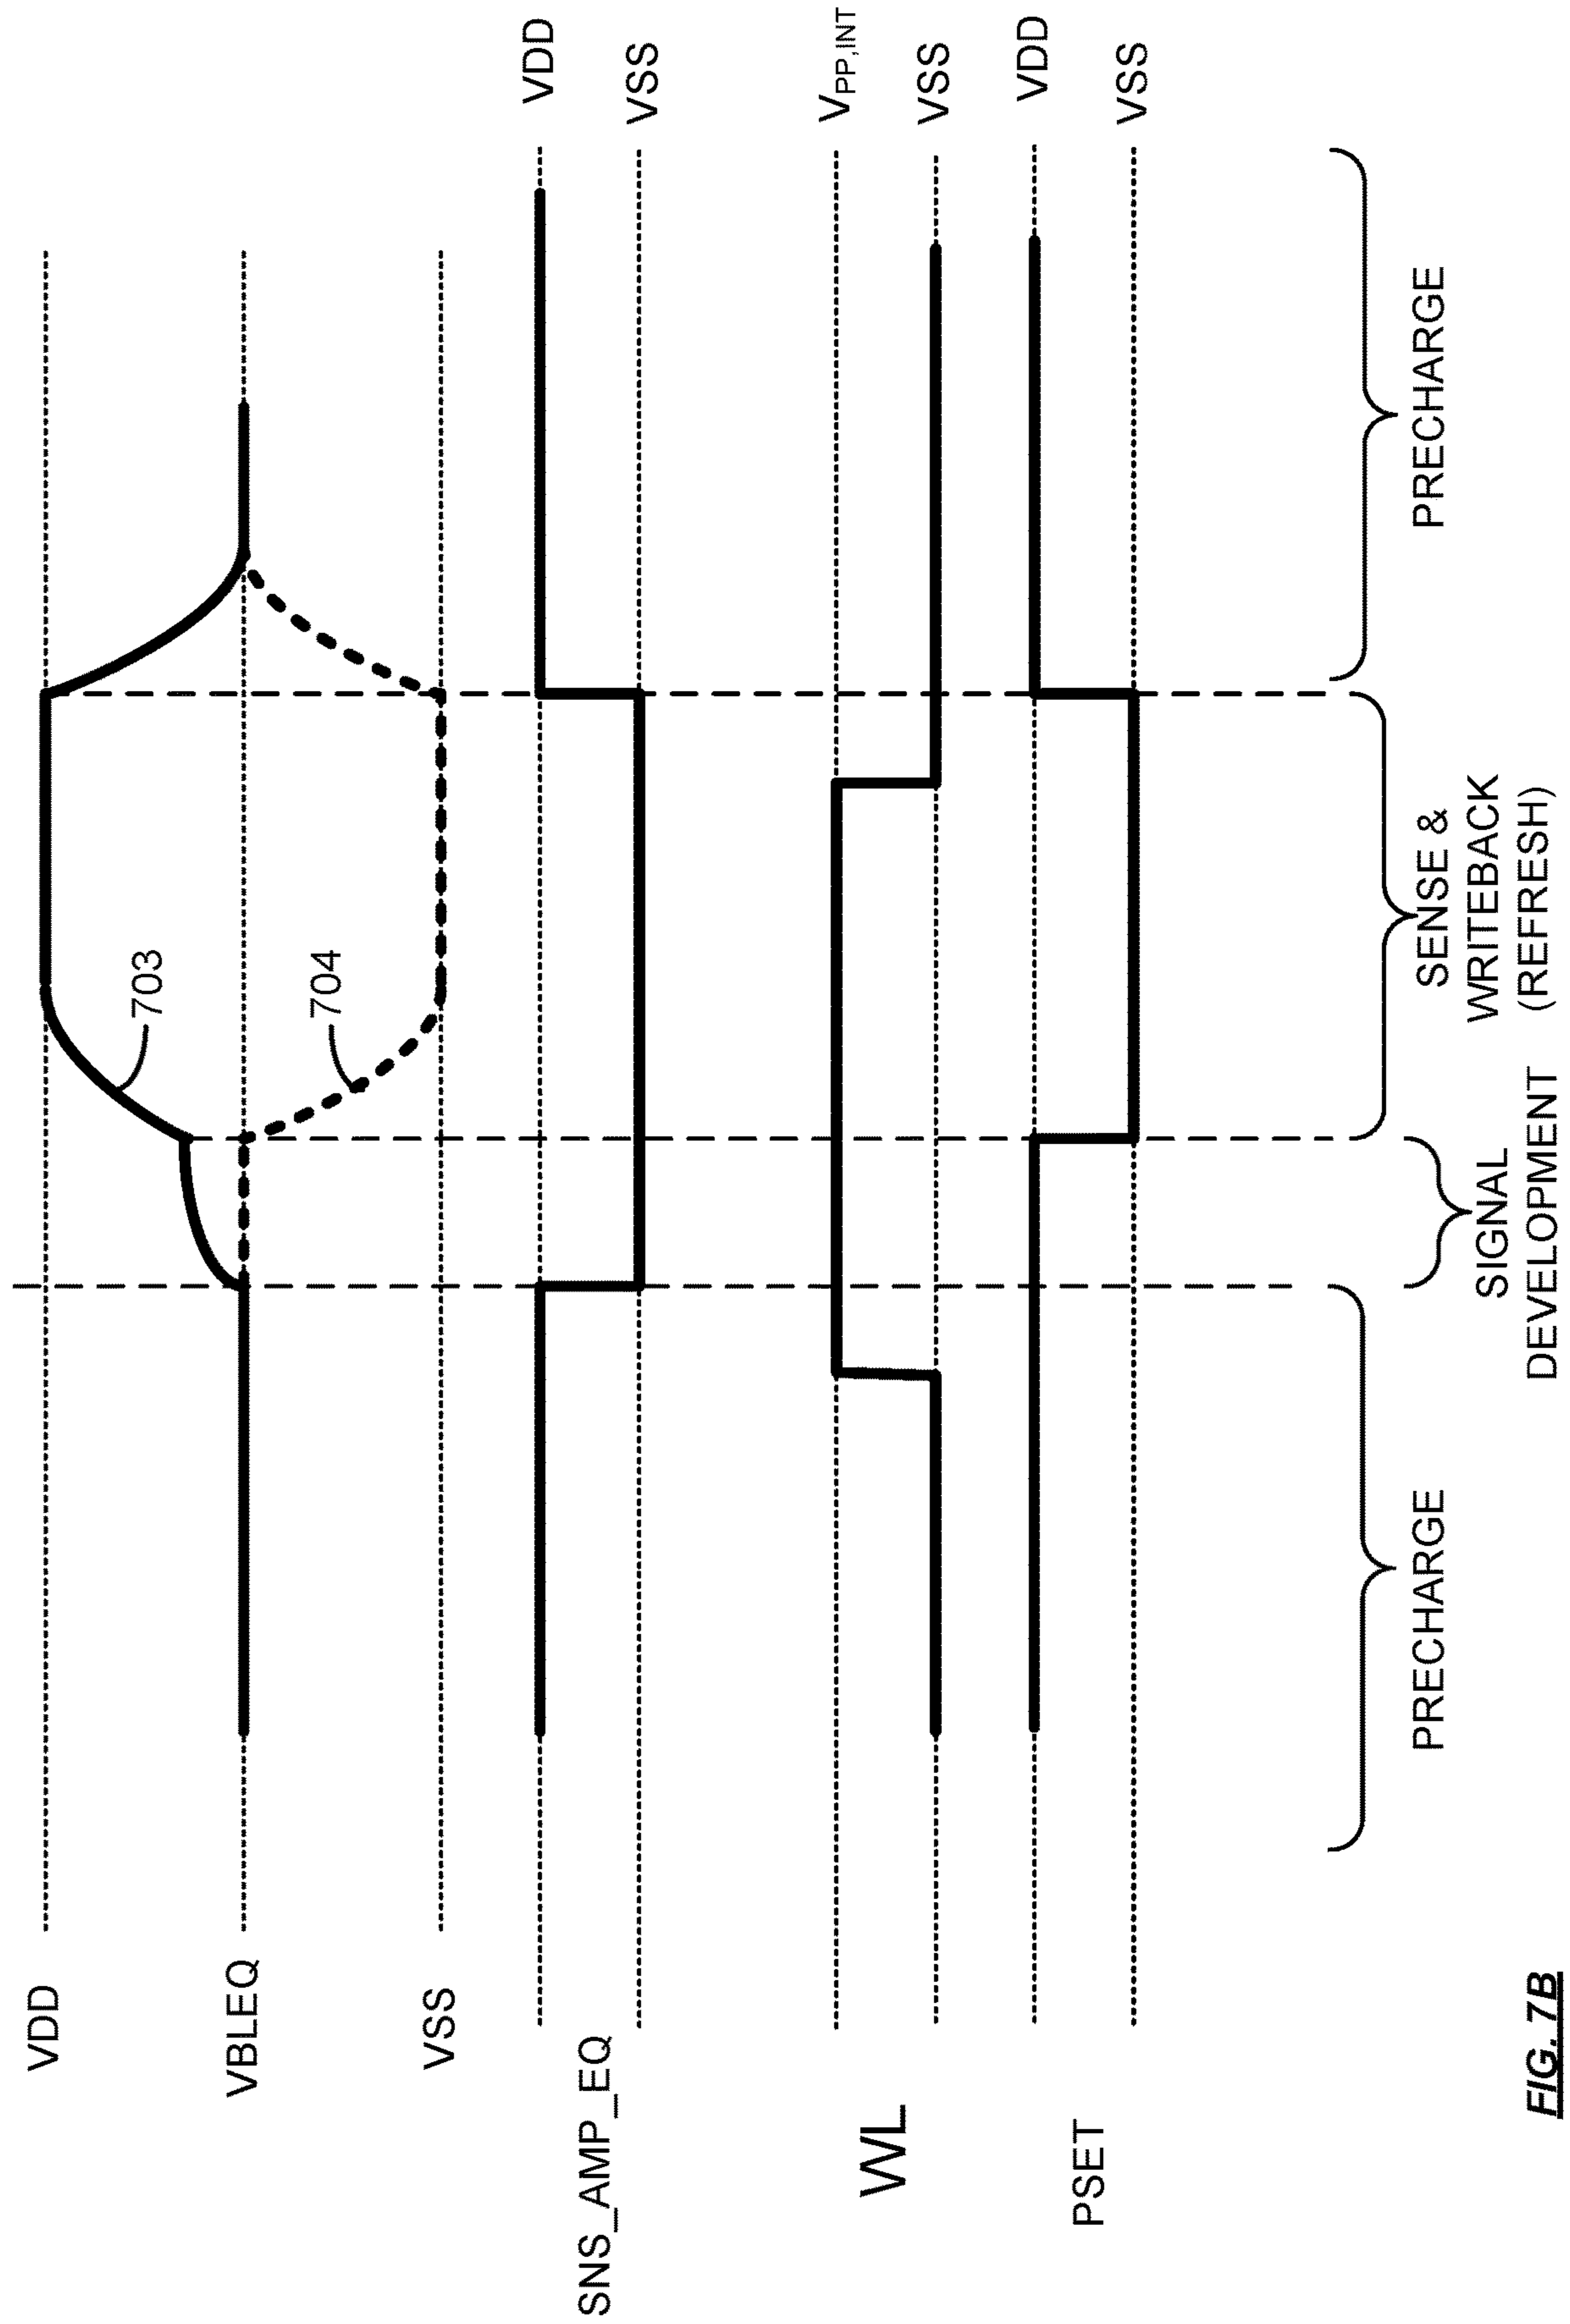 VDD
703
VBLEQ
704
VSS
VDD
SNS_AMP_EQ
VSS
VPP,INT
WL
VSS
VDD
PSET
VSS
PRECHARGE
SIGNAL
DEVELOPMENT
SENSE &
WRITEBACK
(REFRESH)
PRECHARGE
FIG. 7B